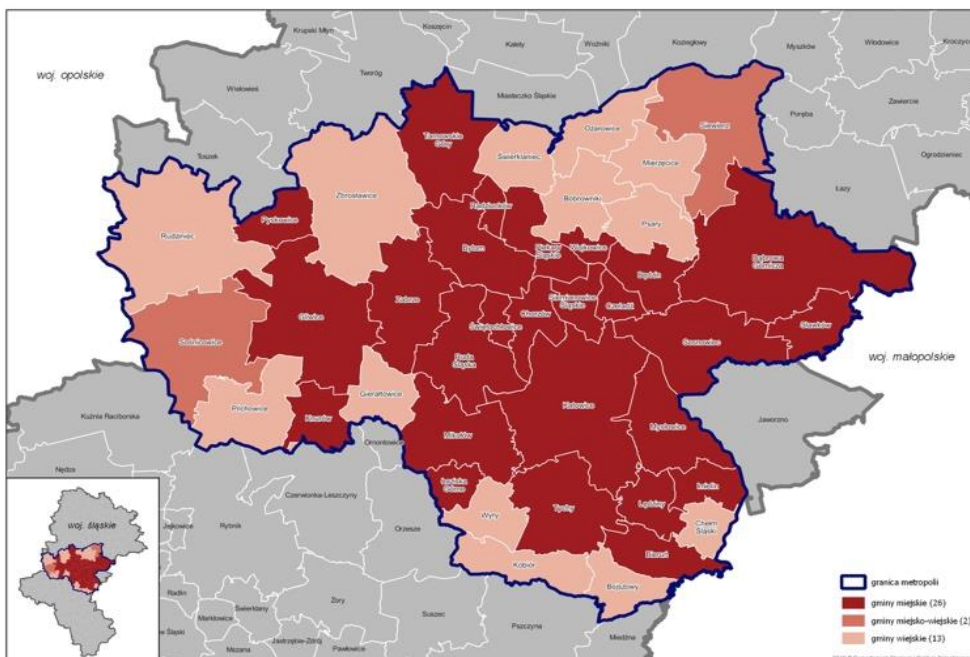 Koszęcin
Krupski Młyn
Kalety
Woźniki
Koziegłowy
Myszków
Włodowice
Kroczyce
woj. opolskie
Wielowieś
Tworóg
Miasteczko Śląskie
Poręba
Zawiercie
Ogrodzieniec
Łazy
Toszek
Tarnowskie
Góry
Świerklaniec
Ożarowice
Siewierz
Mierzęcice
Zbrosławice
Radzionków
Bobrowniki
Psary
Pyskowice
Rudziniec
Bytom
Piekary
Śląskie
Wojkowice
Będzin
Dąbrowa
Górnicza
Gliwice
Zabrze
Siemianowice
Śląskie
Chorzów
Czeladź
Świętochłowice
Sławków
Sosnowiec
Sośnicowice
Ruda
Śląska
woj. małopolskie
Gierałtowice
Katowice
Pilchowice
Knurów
Mysłowice
Jaworzno
Kuźnia Raciborska
Ornontowice
Mikołów
Nędza
Czerwionka-Leszczyny
Łaziska
Górne
Imielin
Lędziny
Tychy
Wyry
Chełm
Śląski
Orzesze
Bieruń
Kobiór
Bojszowy
woj. śląskie
Jejkowice
Rybnik
Radlin
Świerklany
Żory
Suszec
Marklowice
Pszczyna
Miedźna
Jastrzębie-Zdrój
Mszana
Pawłowice
granica metropolii
gminy miejskie (26)
gminy miejsko-wiejskie (2)
gminy wiejskie (13)